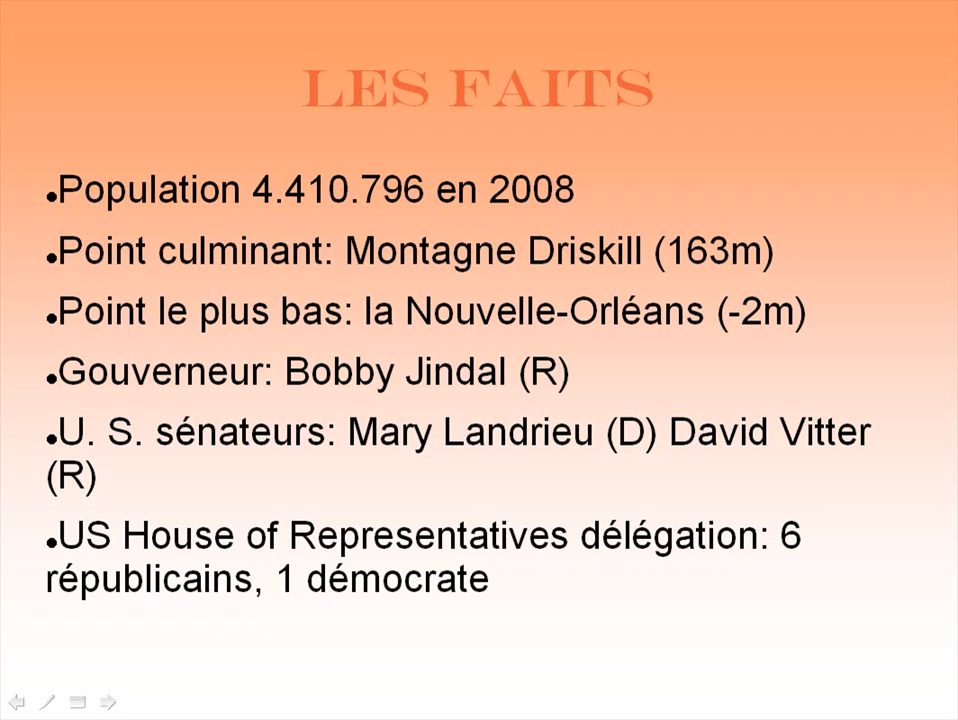 LES FAITS
●Population 4.410.796 en 2008
●Point culminant: Montagne Driskill (163m)
●Point le plus bas: la Nouvelle-Orléans (-2m)
●Gouverneur: Bobby Jindal (R)
●U. S. sénateurs: Mary Landrieu (D) David Vitter
(R)
●US House of Representatives délégation: 6
républicains, 1 démocrate